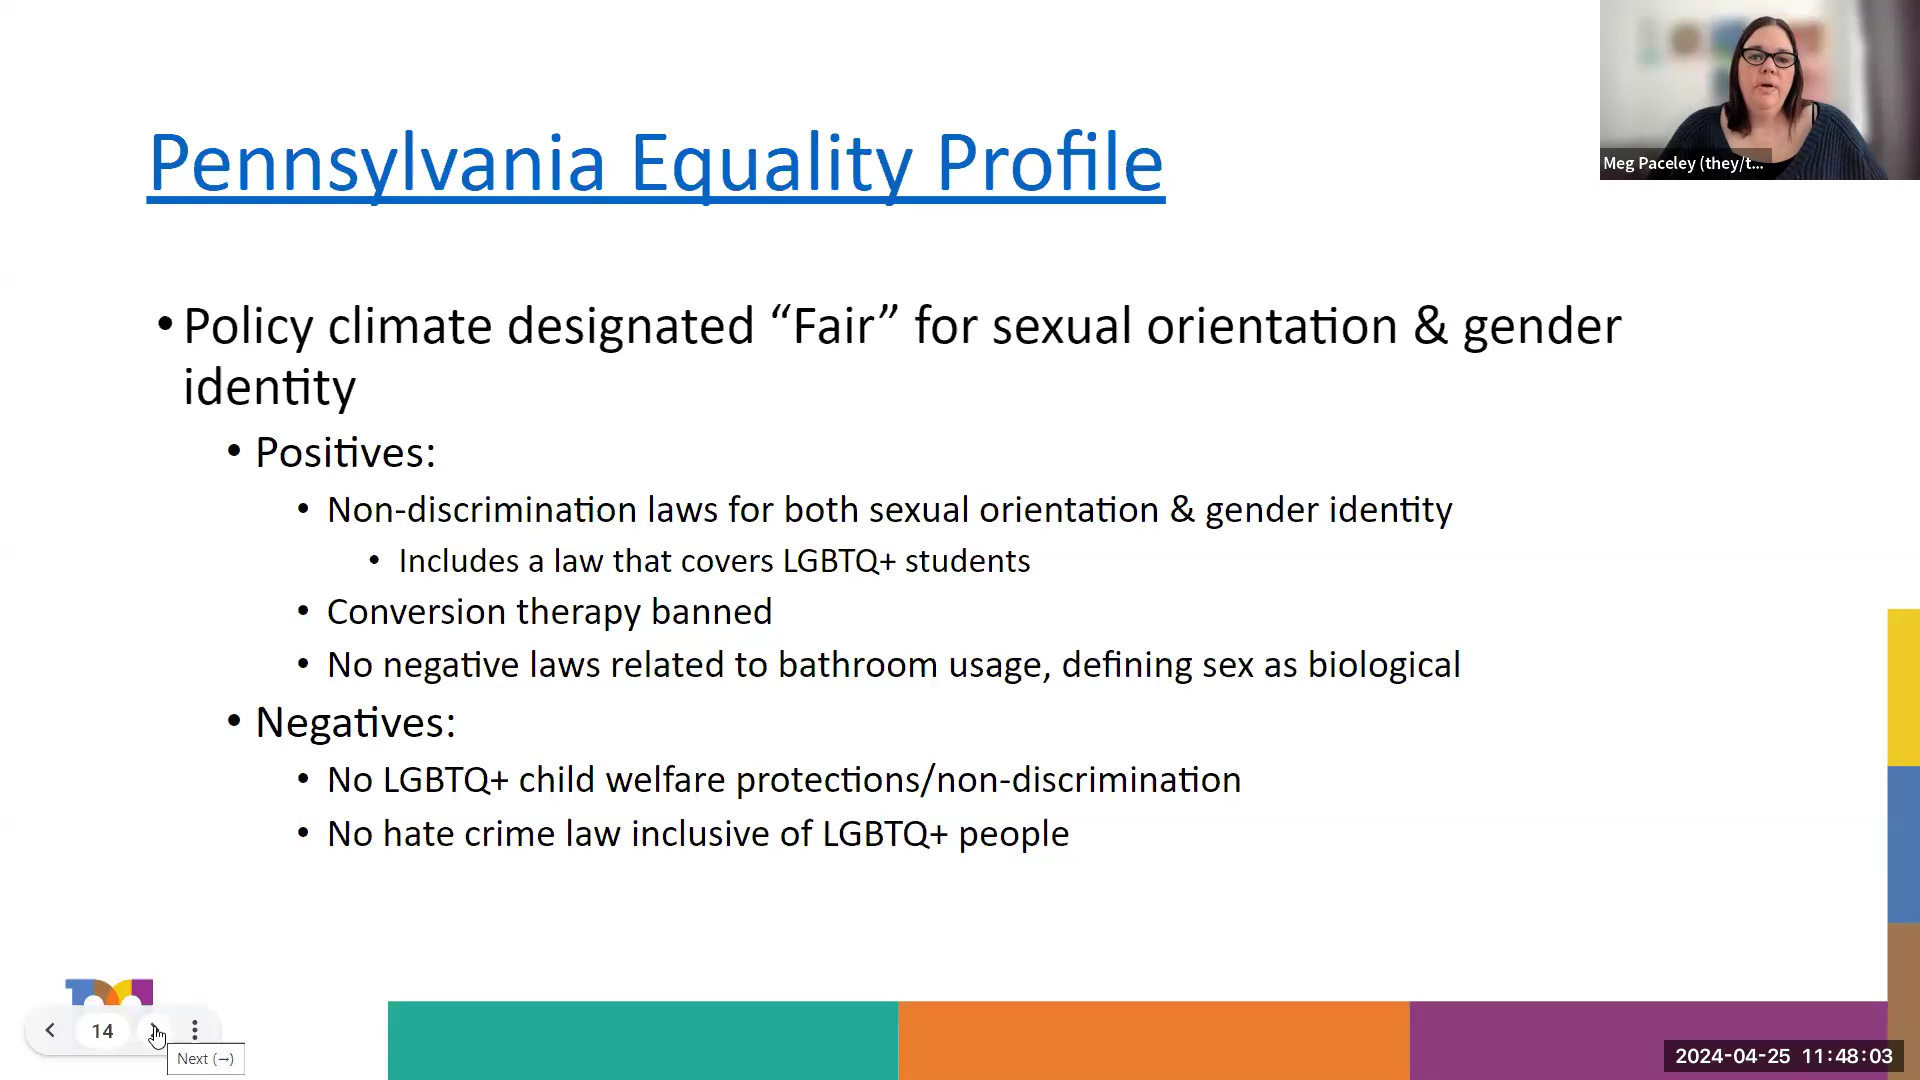 Pennsylvania Equality Profile
Meg Paceley (they/t...
• Policy climate designated “Fair” for sexual orientation & gender
identity
• Positives:
• Non-discrimination laws for both sexual orientation & gender identity
• Includes a law that covers LGBTQ+ students
• Conversion therapy banned
• No negative laws related to bathroom usage, defining sex as biological
• Negatives:
• No LGBTQ+ child welfare protections/non-discrimination
• No hate crime law inclusive of LGBTQ+ people
14
Next (→)
2024-04-25 11:48:03